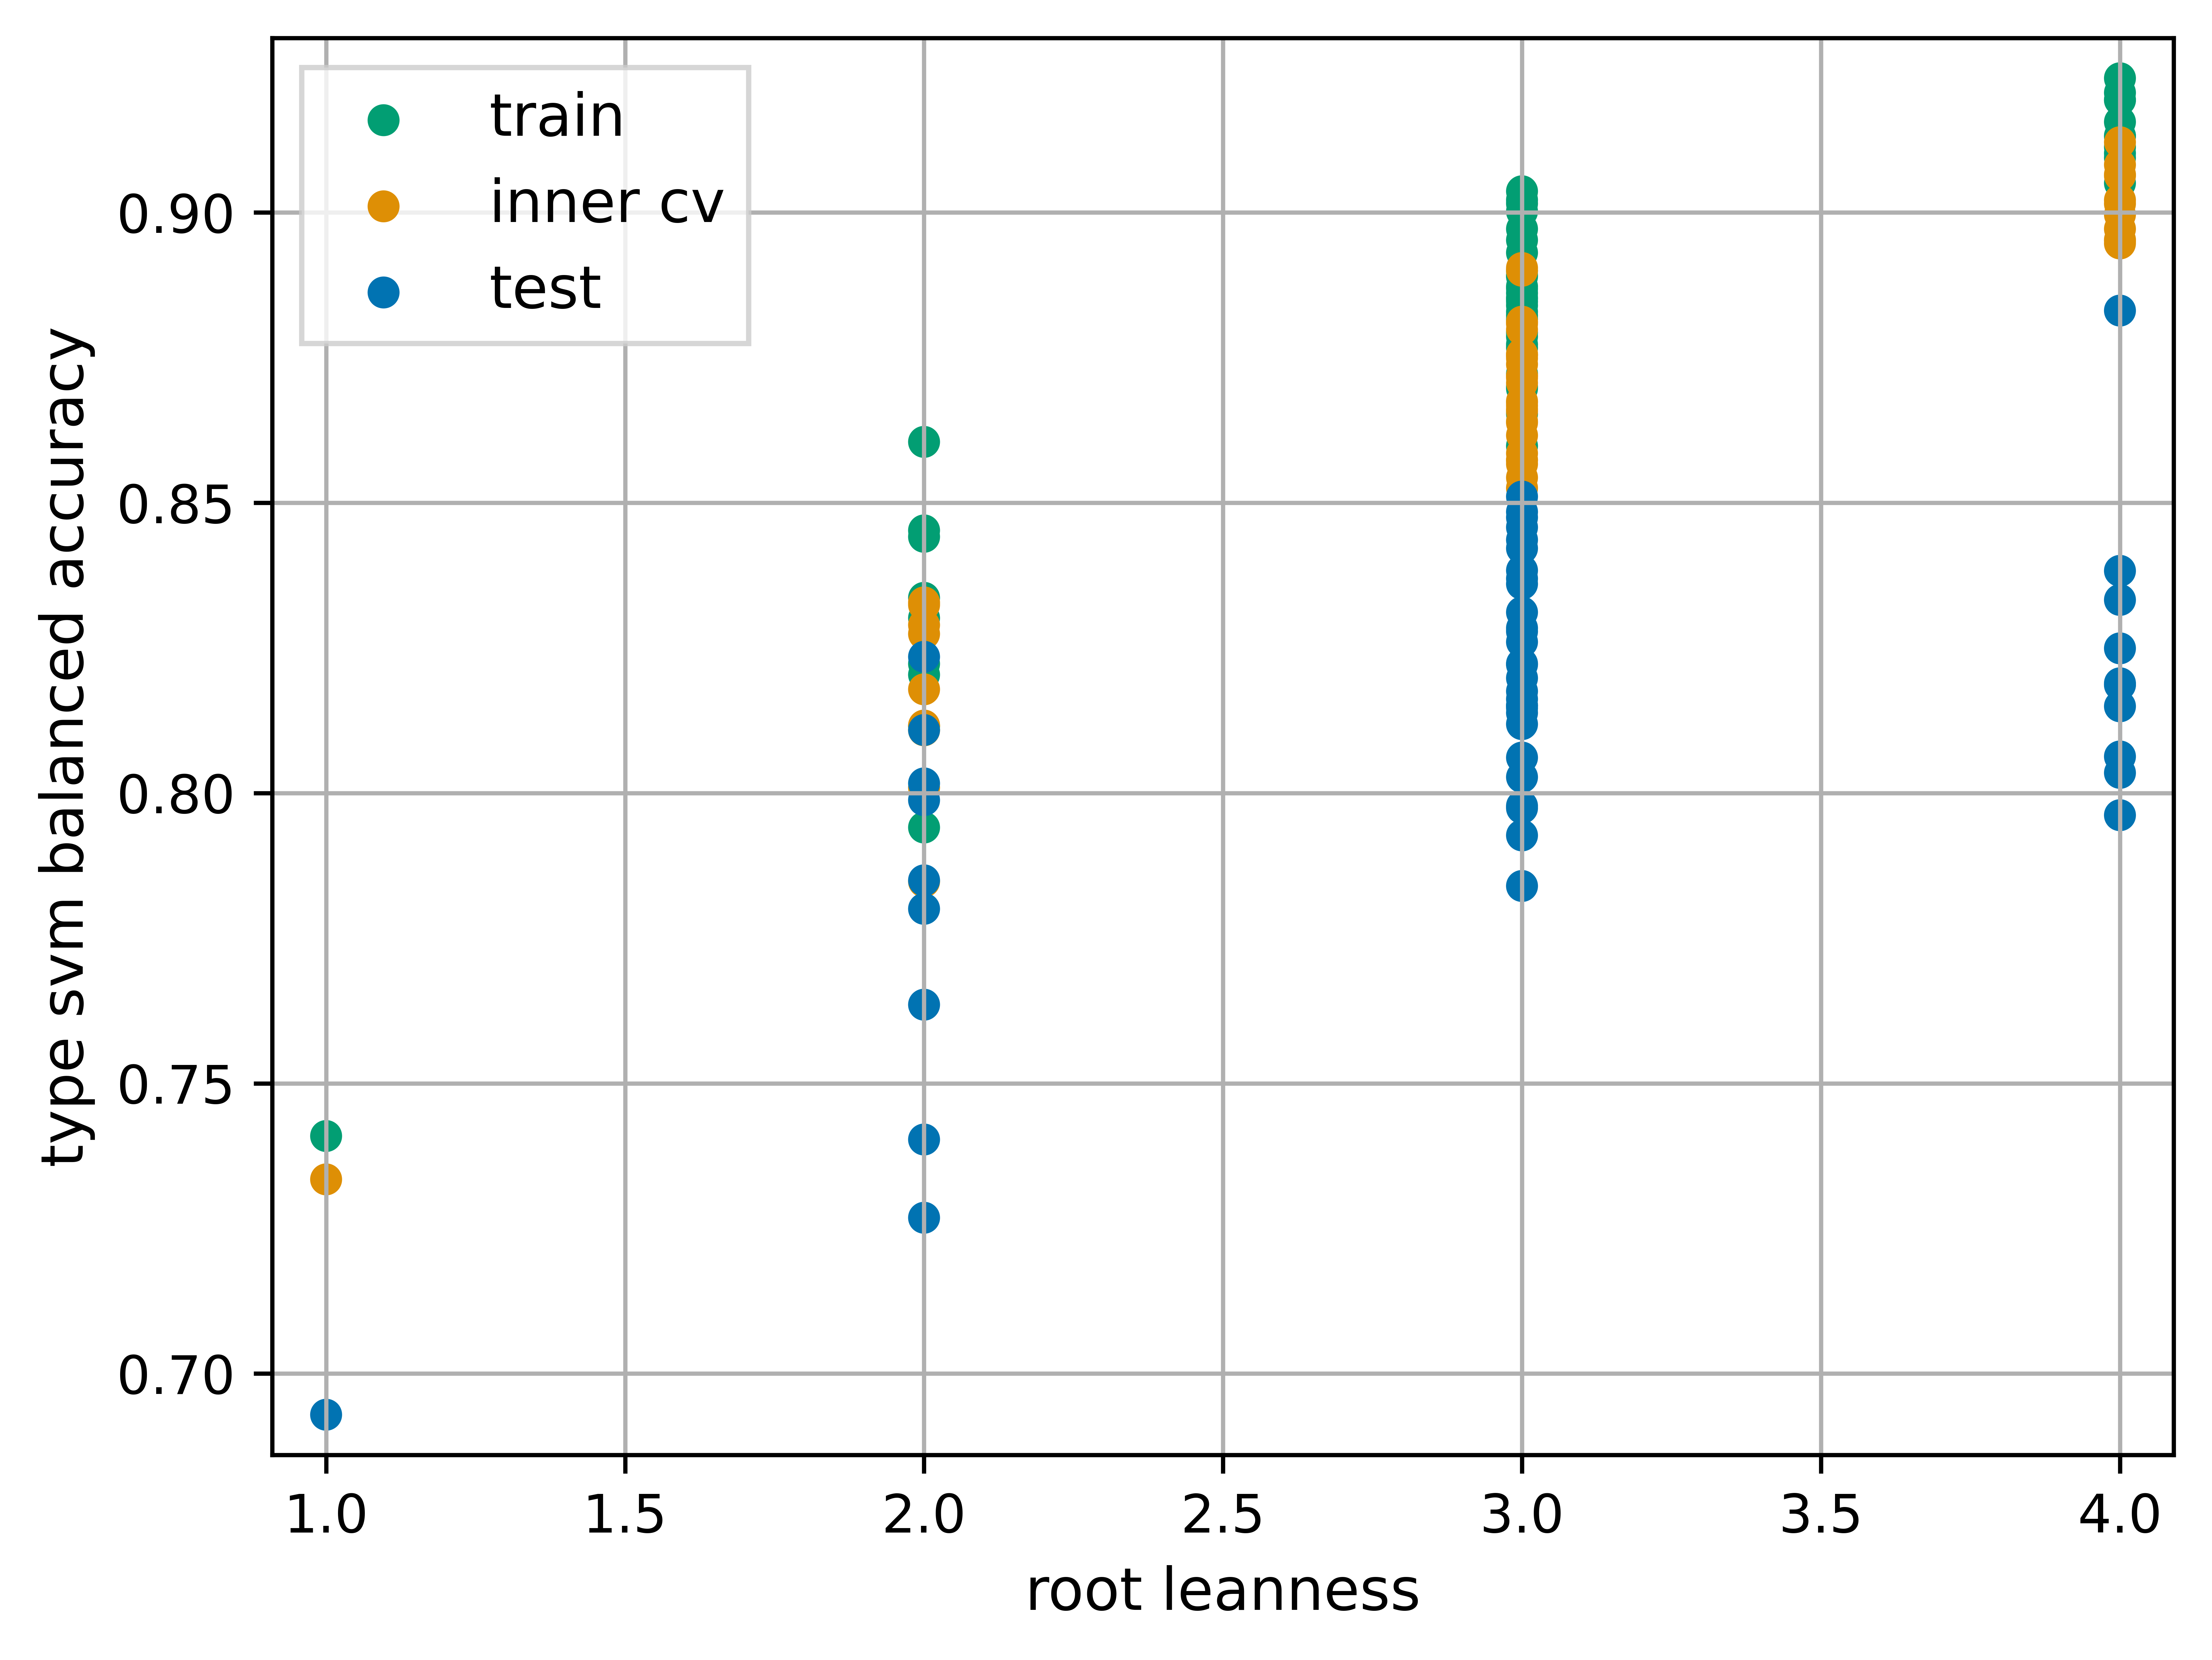 train
inner cv
test
0.90
0.85
0.80
0.75
0.70
type svm balanced accuracy
1.0 1.5 2.0 2.5 3.0 3.5 4.0
root leanness